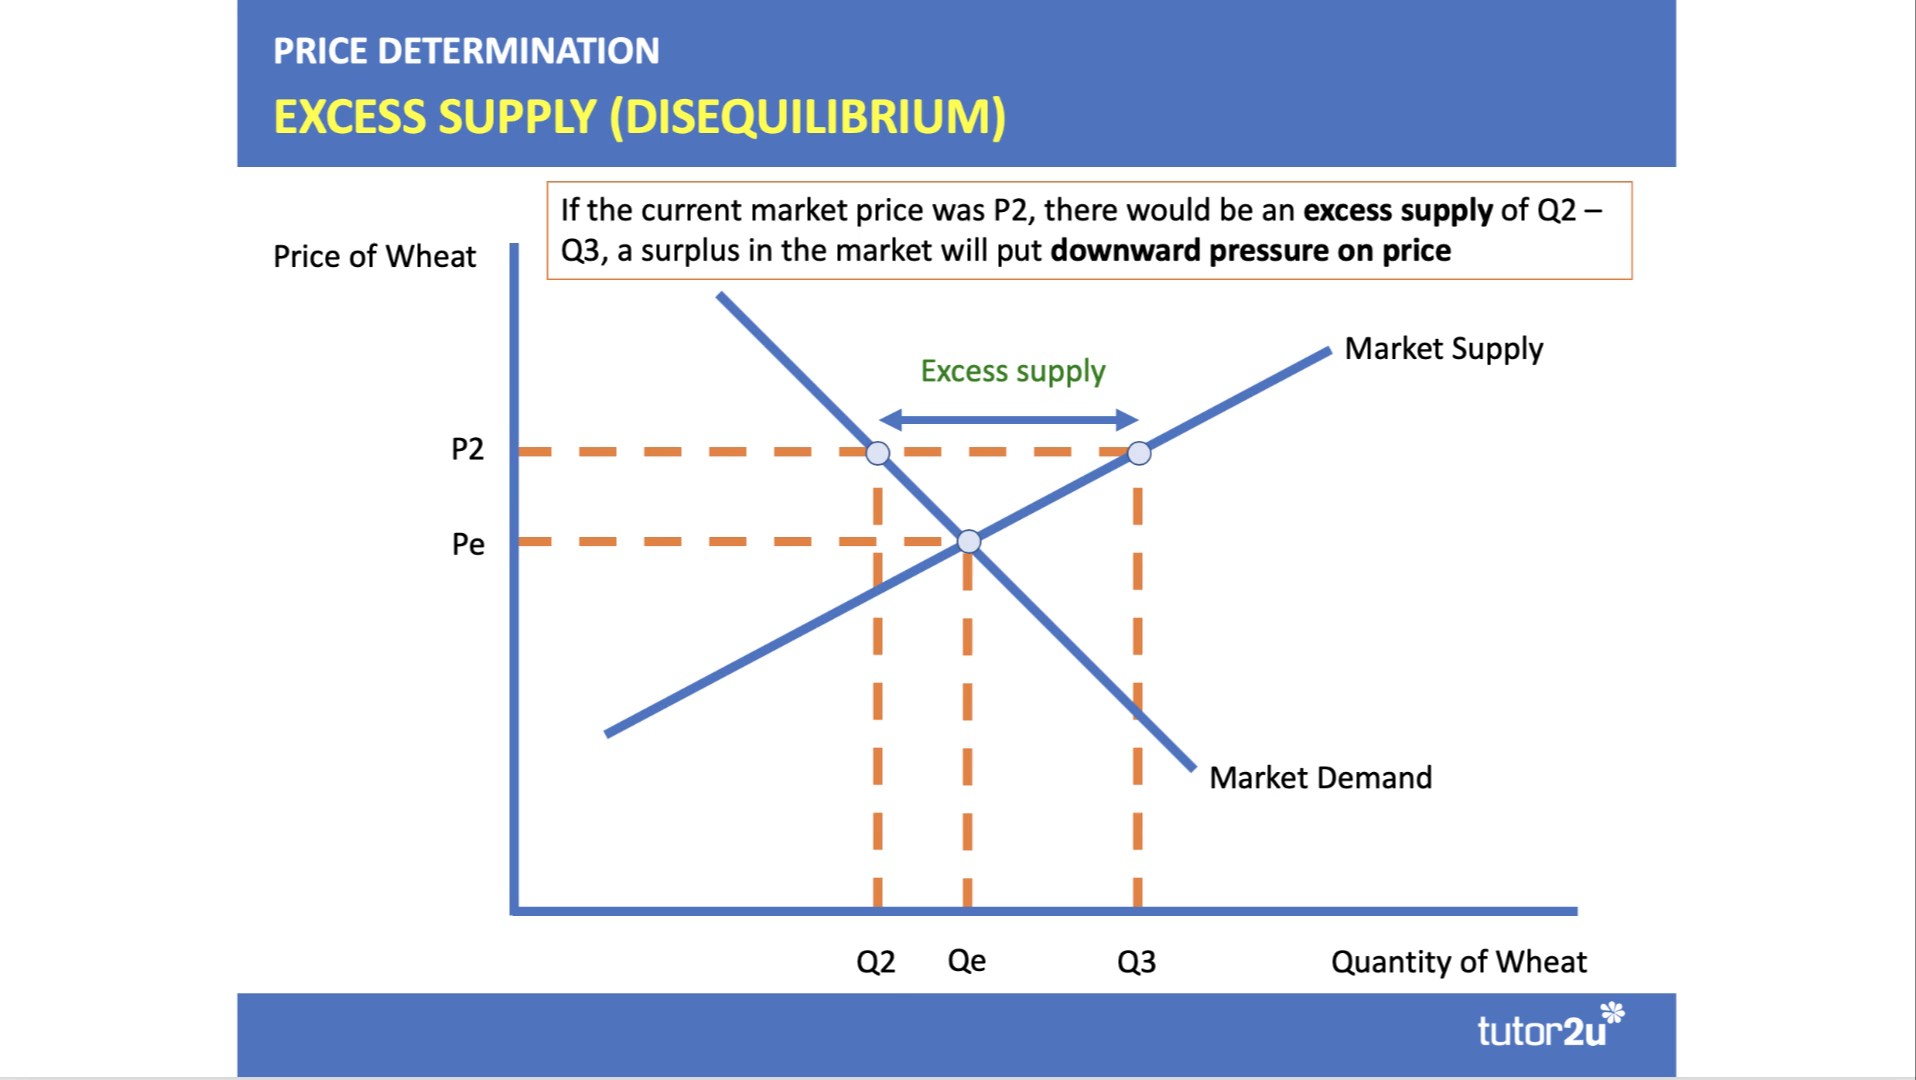 PRICE DETERMINATION
EXCESS SUPPLY (DISEQUILIBRIUM)
If the current market price was P2, there would be an excess supply of Q2 –
Q3, a surplus in the market will put downward pressure on price
Price of Wheat
Market Supply
Excess supply
P2
Pe
Market Demand
Q2
Qe
Q3
Quantity of Wheat
tutor2u